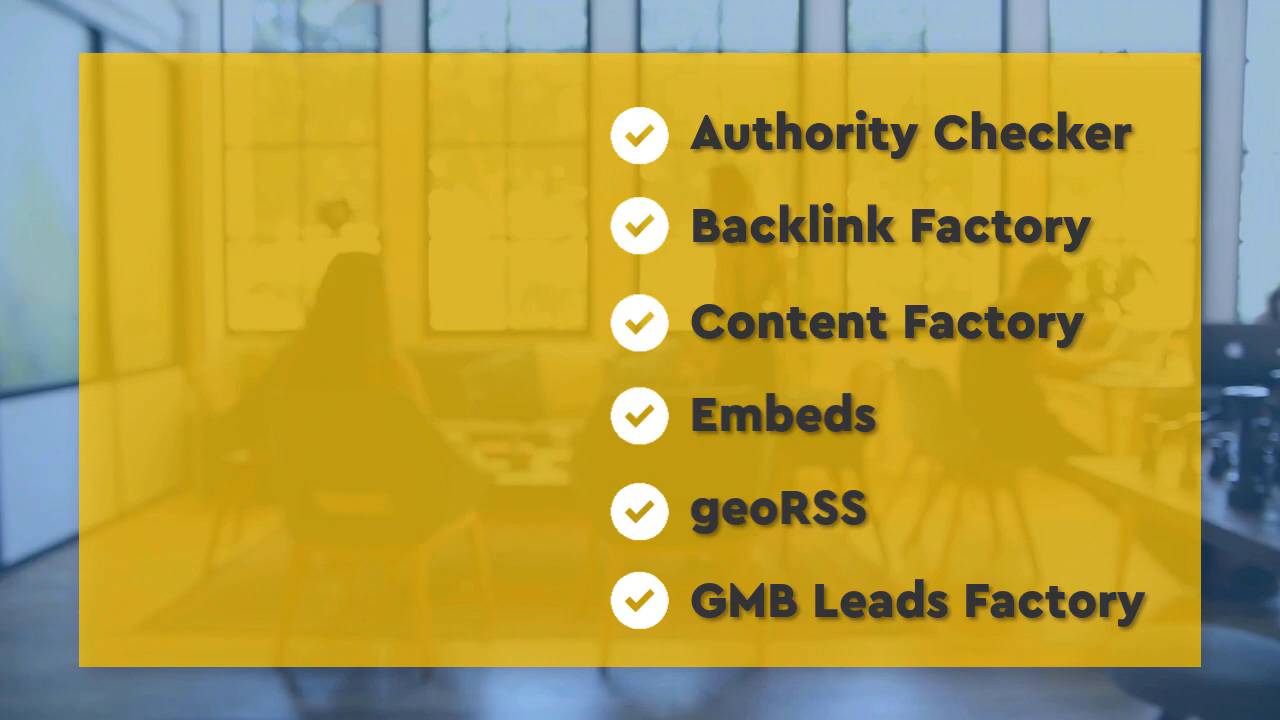 Authority Checker
Backlink Factory
Content Factory
Embeds
geoRSS
GMB Leads Factory